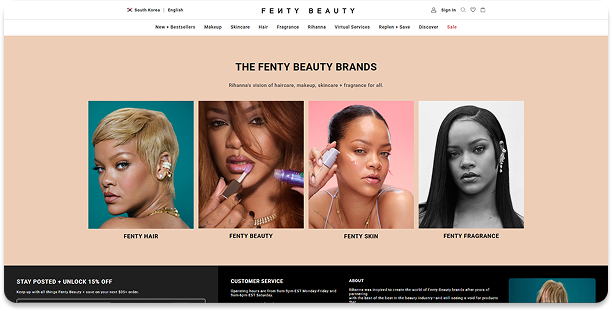 South Korea | English
FENTY BEAUTY
Sign In
New + Bestsellers Makeup Skincare Hair Fragrance Rihanna Virtual Services Replen + Save Discover Sale
THE FENTY BEAUTY BRANDS
Rihanna's vision of haircare, makeup, skincare + fragrance for all.
FENTY HAIR
FENTY BEAUTY
FENTY SKIN
FENTY FRAGRANCE
STAY POSTED + UNLOCK 15% OFF
Keep up with all things Fenty Beauty + save on your next $35+ order.
CUSTOMER SERVICE
Operating hours are from 9am-9pm EST Monday-Friday and
9am-6pm EST Saturday.
ABOUT
Rihanna was inspired to create the world of Fenty Beauty after years of
partnering
with the best of the best in the beauty industry—and still seeing a void for products